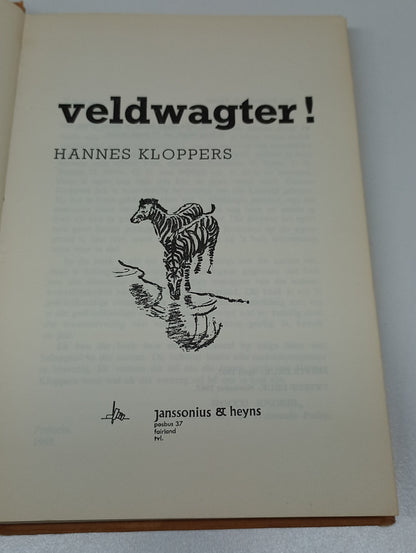 veldwagter!
HANNES KLOPPERS
janssonius & heyns
posbus 37
fairland
tvl.